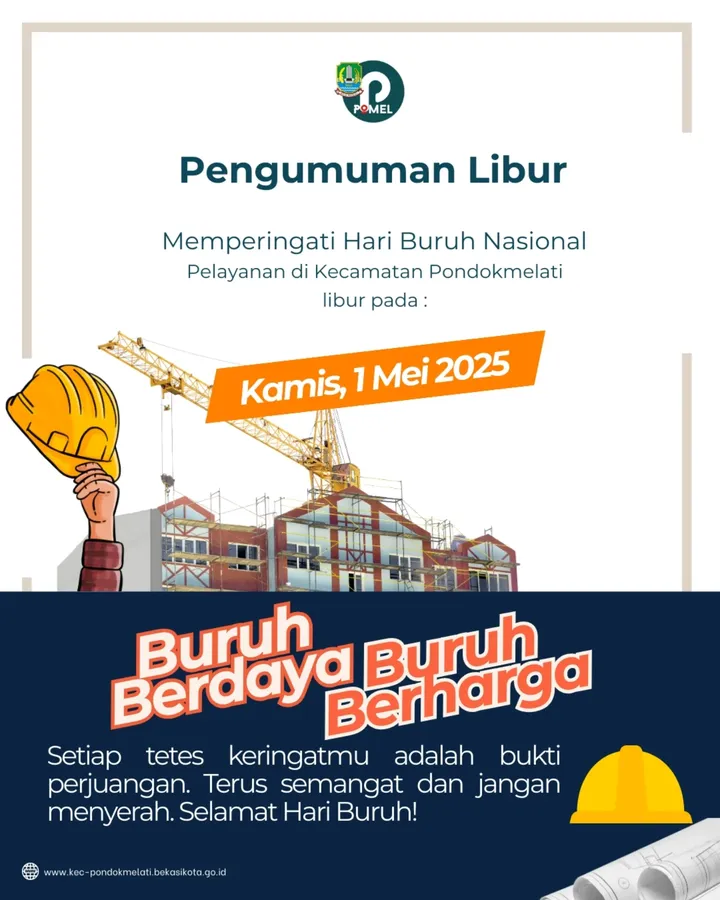 POMEL
Pengumuman Libur
Memperingati Hari Buruh Nasional
Pelayanan di Kecamatan Pondokmelati
libur pada :
Kamis, 1 Mei 2025
Buruh
Berdaya
Buruh
Berharga
Setiap tetes keringatmu adalah bukti
perjuangan. Terus semangat dan jangan
menyerah. Selamat Hari Buruh!
www.kec-pondokmelati.bekasikota.go.id